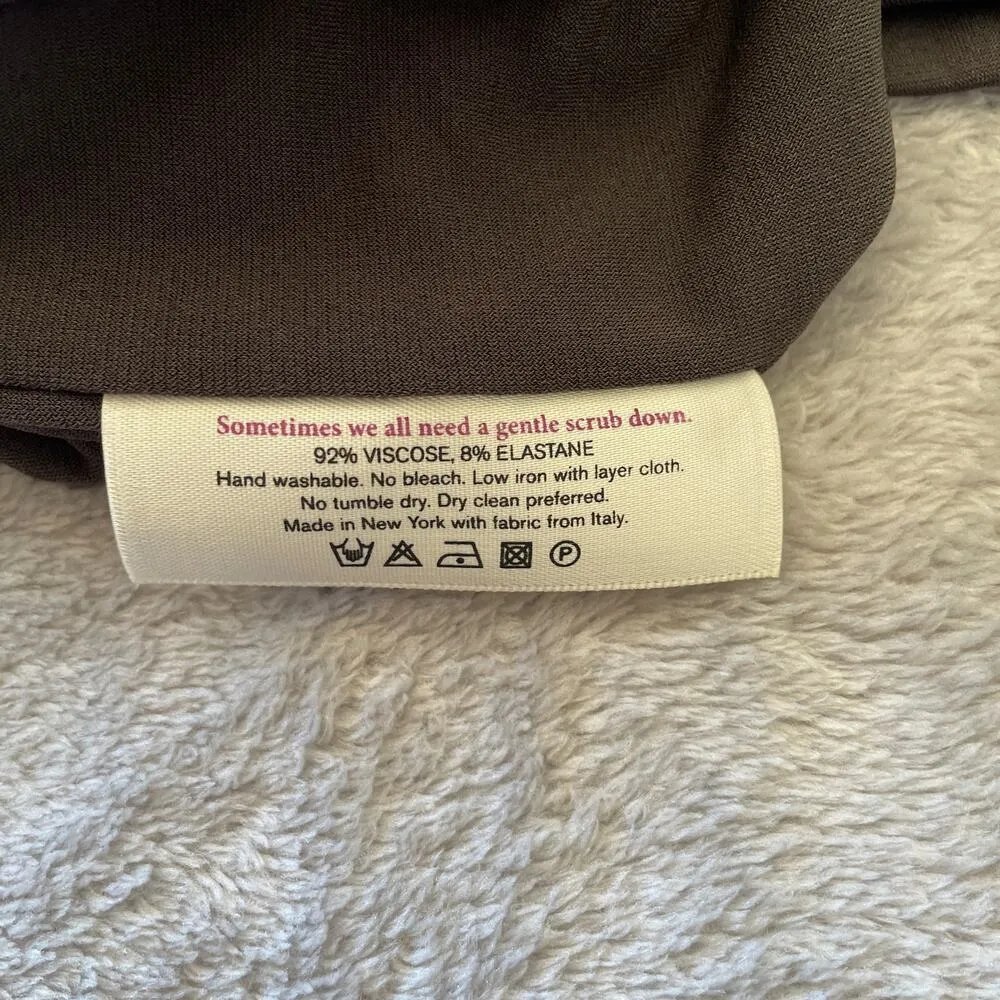 Sometimes we all need a gentle scrub down.
92% VISCOSE, 8% ELASTANE
Hand washable. No bleach. Low iron with layer cloth.
No tumble dry. Dry clean preferred.
Made in New York with fabric from Italy.
P